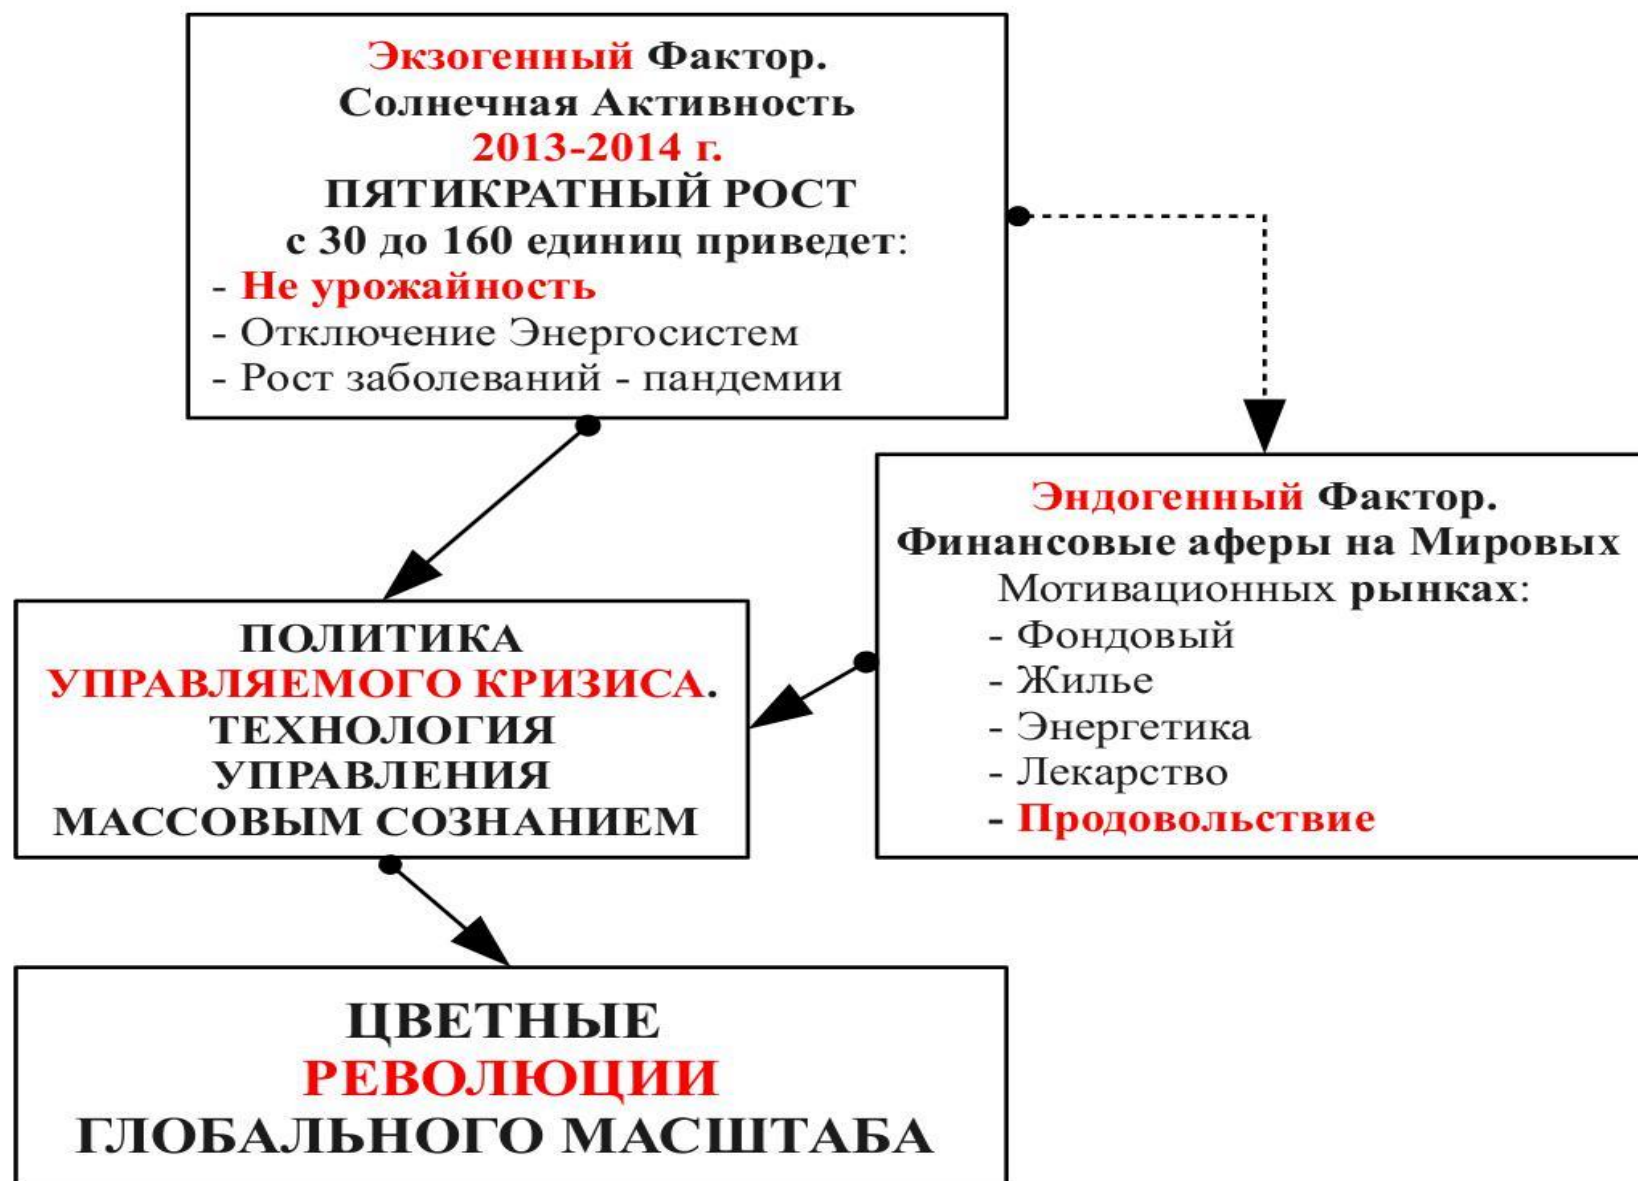 Экзогенный Фактор.
Солнечная Активность
2013-2014 г.
ПЯТИКРАТНЫЙ РОСТ
с 30 до 160 единиц приведет:
- Не урожайность
- Отключение Энергосистем
- Рост заболеваний - пандемии
Эндогенный Фактор.
Финансовые аферы на Мировых
Мотивационных рынках:
- Фондовый
- Жилье
- Энергетика
- Лекарство
- Продовольствие
ПОЛИТИКА
УПРАВЛЯЕМОГО КРИЗИСА.
ТЕХНОЛОГИЯ
УПРАВЛЕНИЯ
МАССОВЫМ СОЗНАНИЕМ
ЦВЕТНЫЕ
РЕВОЛЮЦИИ
ГЛОБАЛЬНОГО МАСШТАБА